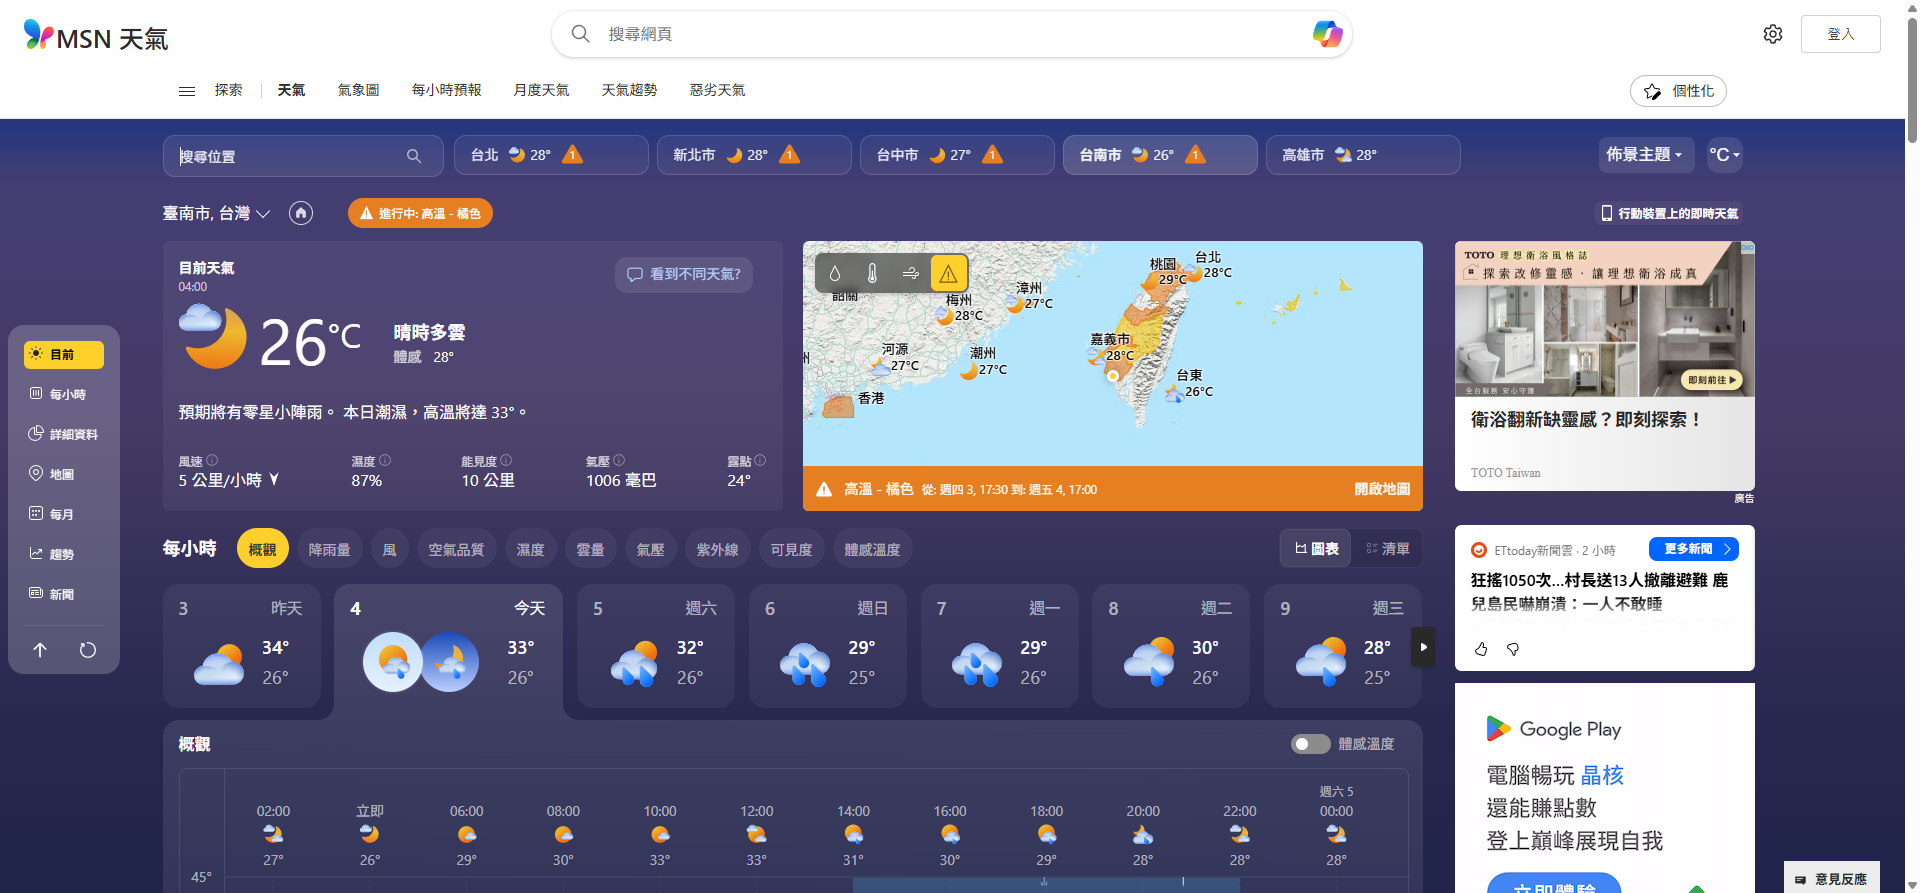 MSN 天氣
搜尋網頁
登入
探索
天氣
氣象圖
每小時預報
月度天氣
天氣趨勢
惡劣天氣
個性化
搜尋位置
台北 28° 1
新北市 28° 1
台中市 27° 1
台南市 26° 1
高雄市 28°
佈景主題
°C
臺南市, 台灣
進行中: 高溫 - 橘色
行動裝置上的即時天氣
目前天氣
04:00
看到不同天氣?
26°C
晴時多雲
體感 28°
預期將有零星小陣雨。 本日潮濕，高溫將達 33°。
風速
5 公里/小時
濕度
87%
能見度
10 公里
氣壓
1006 毫巴
露點
24°
韶關
梅州
28°C
漳州
27°C
桃園
29°C
台北
28°C
河源
27°C
潮州
27°C
州
香港
嘉義市
28°C
台東
26°C
高溫 - 橘色 從: 週四 3, 17:30 到: 週五 4, 17:00
開啟地圖
目前
每小時
詳細資料
地圖
每月
趨勢
新聞
每小時
概觀
降雨量
風
空氣品質
濕度
雲量
氣壓
紫外線
可見度
體感溫度
圖表
清單
3 昨天
34°
26°
4 今天
33°
26°
5 週六
32°
26°
6 週日
29°
25°
7 週一
29°
26°
8 週二
30°
26°
9 週三
28°
25°
概觀
體感溫度
週六 5
02:00 立即 06:00 08:00 10:00 12:00 14:00 16:00 18:00 20:00 22:00 00:00
27° 26° 29° 30° 33° 33° 31° 30° 29° 28° 28° 28°
45°
TOTO 理想衛浴風格誌
探索改修靈感．讓理想衛浴成真
全台服務 安心守護
即刻前往
衛浴翻新缺靈感？即刻探索！
TOTO Taiwan
廣告
ETtoday新聞雲 · 2 小時
更多新聞
狂搖1050次…村長送13人撤離避難 鹿
兒島民嚇崩潰：一人不敢睡
Google Play
電腦暢玩 晶核
還能賺點數
登上巔峰展現自我
立即體驗
意見反應